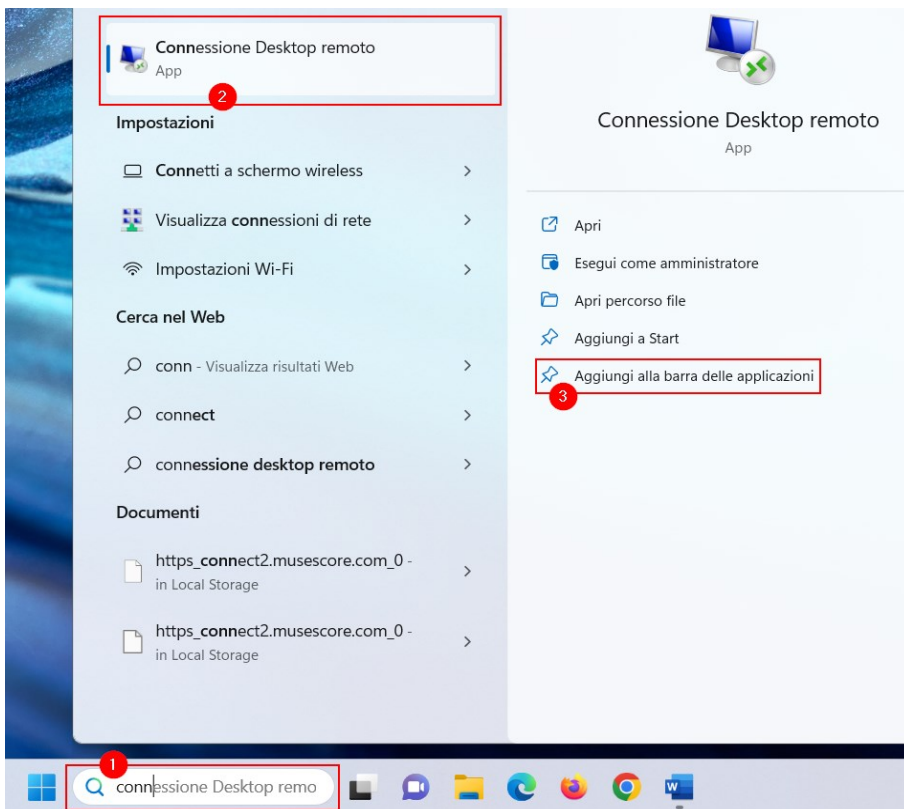 Connessione Desktop remoto
App
2
Impostazioni
Connetti a schermo wireless
Visualizza connessioni di rete
Impostazioni Wi-Fi
Cerca nel Web
conn - Visualizza risultati Web
connect
connessione desktop remoto
Documenti
https_connect2.musescore.com_0 -
in Local Storage
https_connect2.musescore.com_0 -
in Local Storage
Connessione Desktop remoto
App
Apri
Esegui come amministratore
Apri percorso file
Aggiungi a Start
Aggiungi alla barra delle applicazioni
3
1
connessione Desktop remo
W